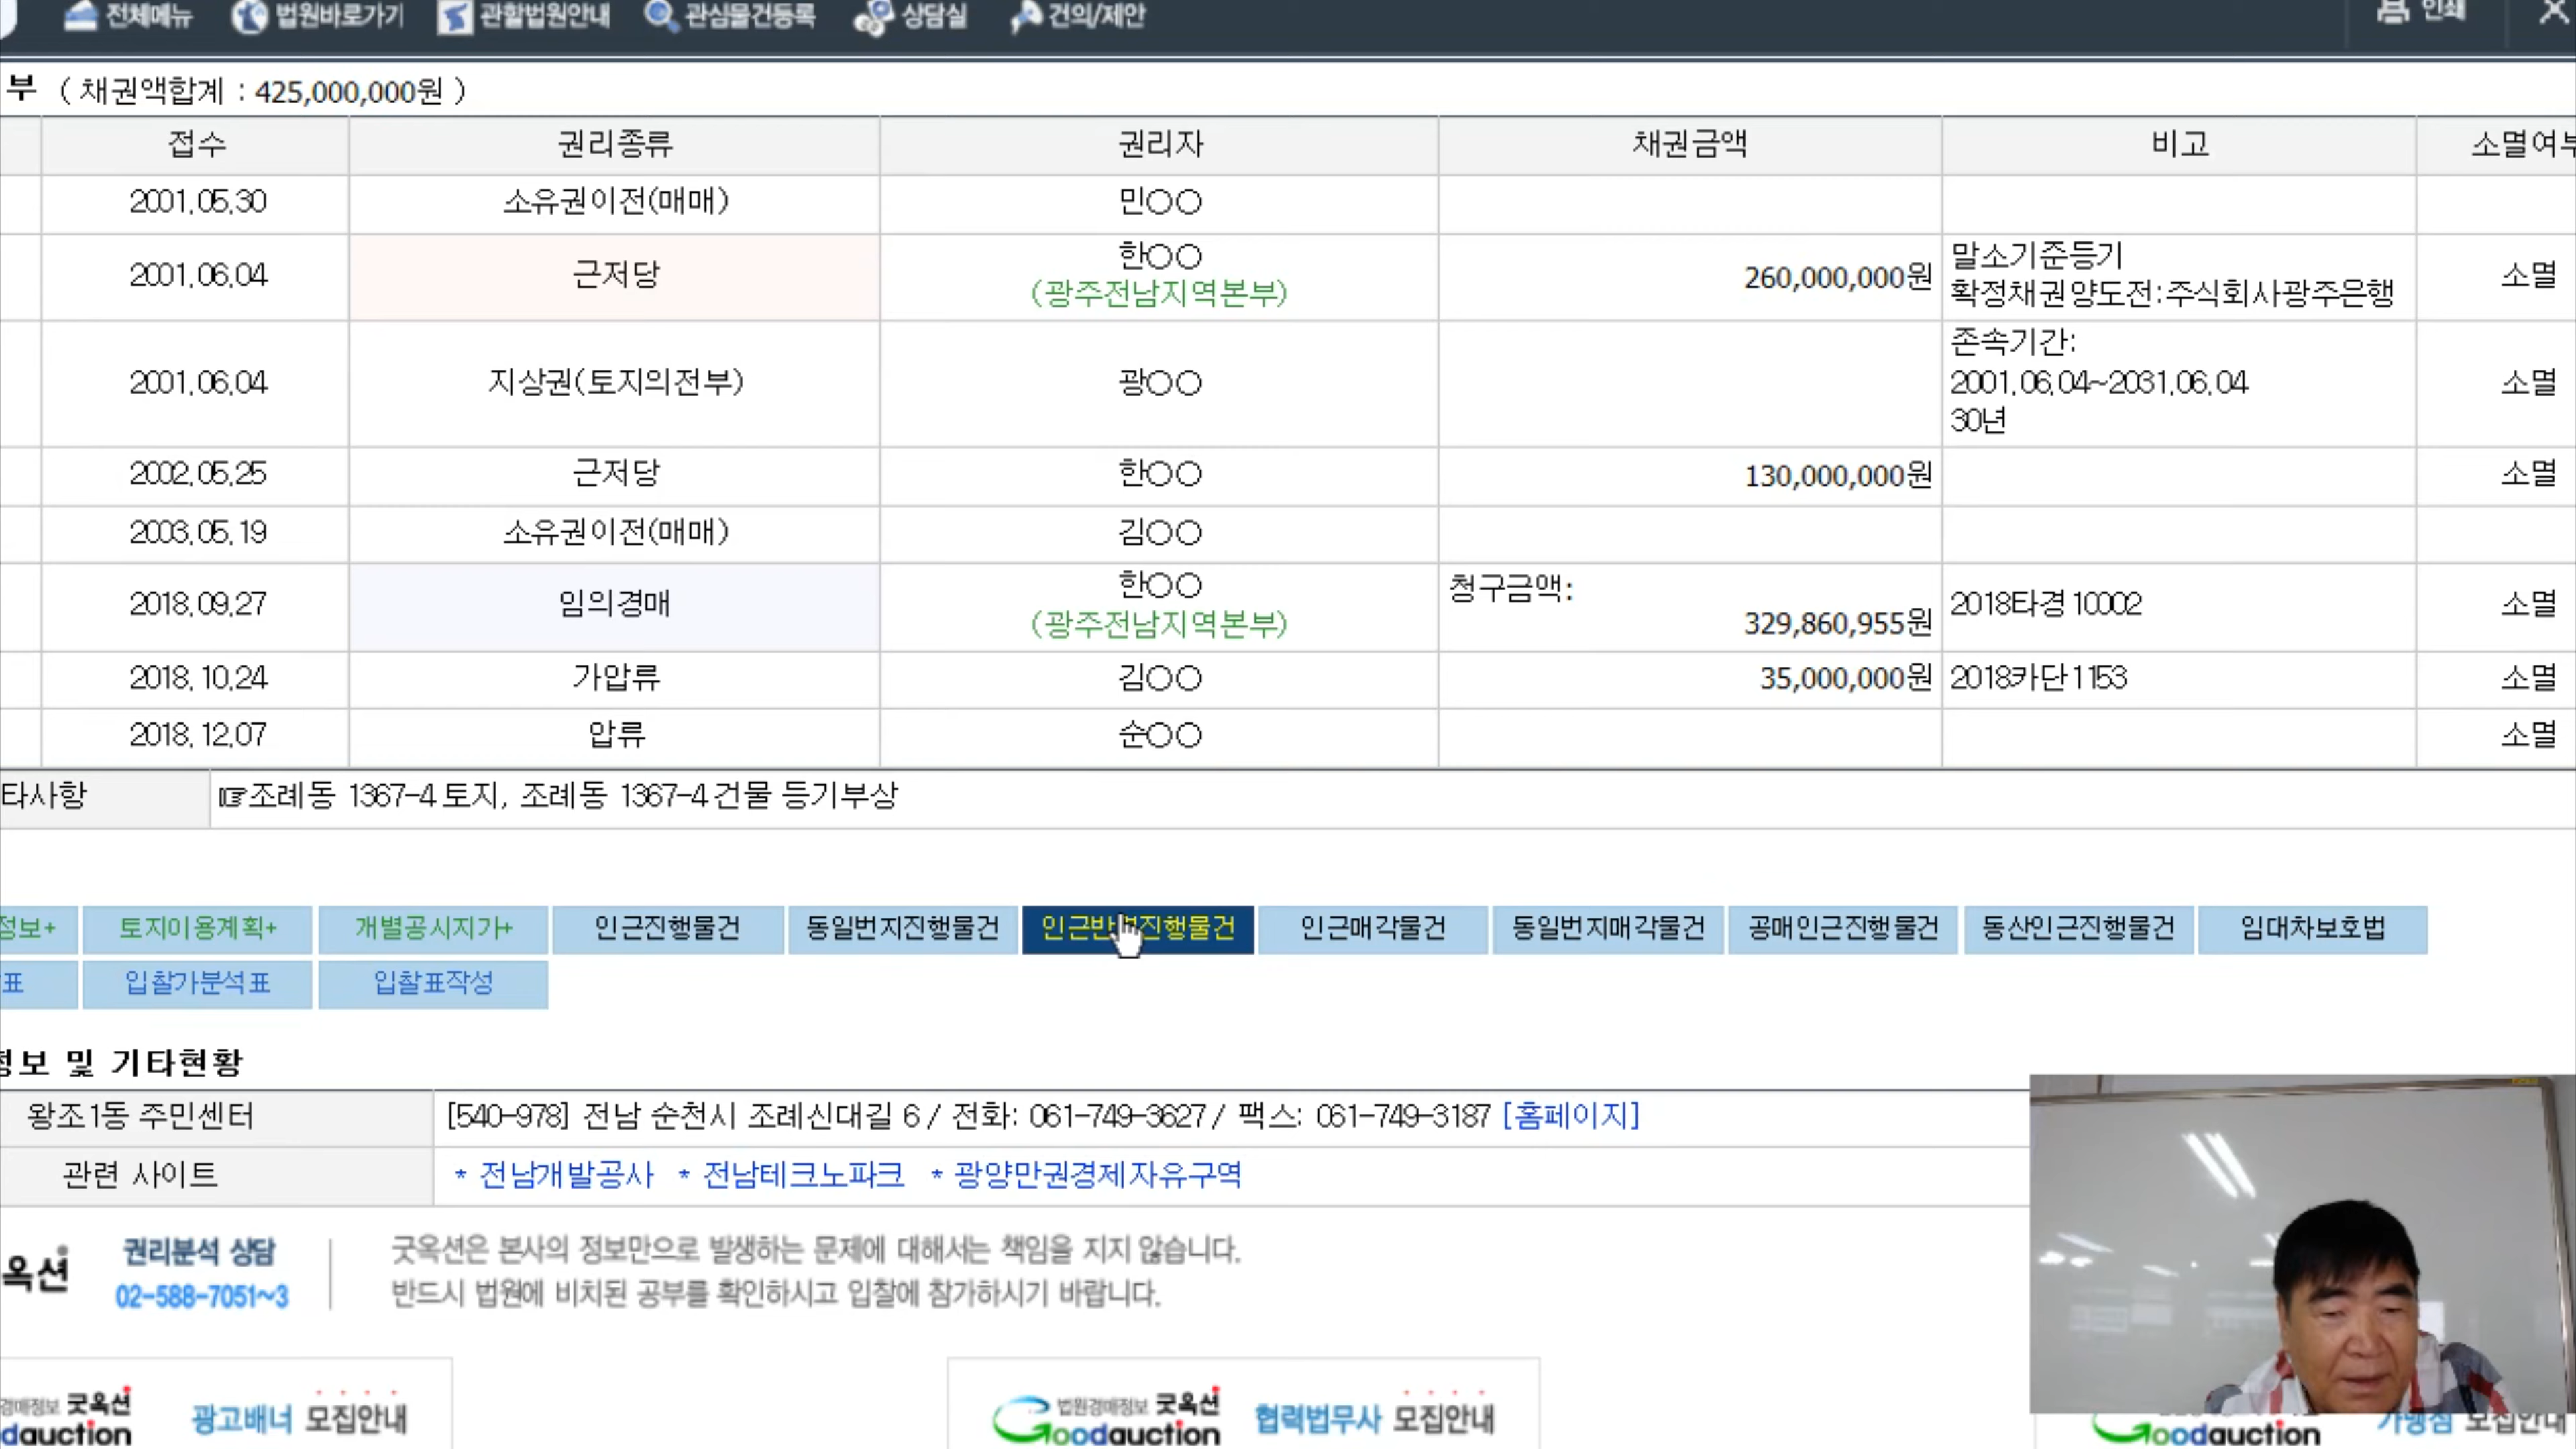 전체메뉴 법원바로가기 관할법원안내 관심물건등록 상담실 건의/제안 인쇄
부 ( 채권액합계 : 425,000,000원 )
접수 권리종류 권리자 채권금액 비고 소멸여부
2001.05.30 소유권이전(매매) 민○○
2001.06.04 근저당 한○○ (광주전남지역본부) 260,000,000원 말소기준등기 소멸
확정채권양도전:주식회사광주은행
2001.06.04 지상권(토지의전부) 광○○ 존속기간: 소멸
2001.06.04~2031.06.04
30년
2002.05.25 근저당 한○○ 130,000,000원 소멸
2003.05.19 소유권이전(매매) 김○○
2018.09.27 임의경매 한○○ (광주전남지역본부) 청구금액: 329,860,955원 2018타경10002 소멸
2018.10.24 가압류 김○○ 35,000,000원 2018카단1153 소멸
2018.12.07 압류 순○○ 소멸
타사항 ☞조례동 1367-4 토지, 조례동 1367-4 건물 등기부상
정보+ 토지이용계획+ 개별공시지가+ 인근진행물건 동일번지진행물건 인근반경진행물건 인근매각물건 동일번지매각물건 공매인근진행물건 동산인근진행물건 임대차보호법
표 입찰가분석표 입찰표작성
정보 및 기타현황
왕조1동 주민센터 [540-978] 전남 순천시 조례신대길 6 / 전화: 061-749-3627 / 팩스: 061-749-3187 [홈페이지]
관련 사이트 * 전남개발공사 * 전남테크노파크 * 광양만권경제자유구역
옥션 권리분석 상담 굿옥션은 본사의 정보만으로 발생하는 문제에 대해서는 책임을 지지 않습니다.
02-588-7051~3 반드시 법원에 비치된 공부를 확인하시고 입찰에 참가하시기 바랍니다.
경매정보 굿옥션 광고배너 모집안내 법원경매정보 굿옥션 협력법무사 모집안내 가맹점 모집안내
dauction Goodauction Goodauction